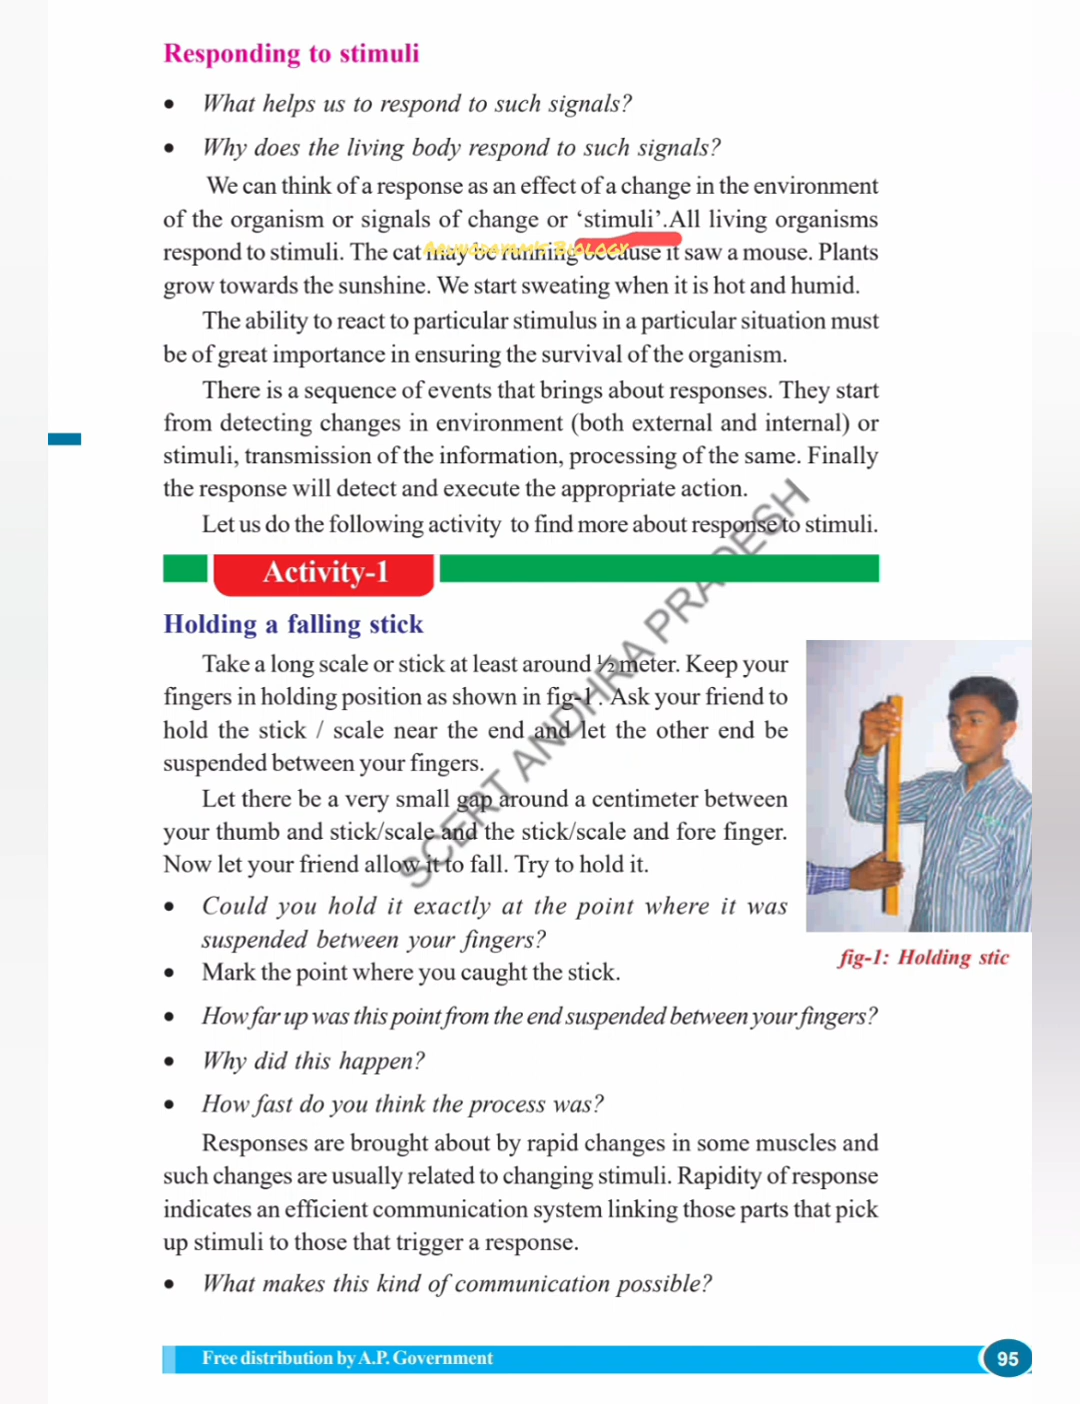 Responding to stimuli
• What helps us to respond to such signals?
• Why does the living body respond to such signals?
We can think of a response as an effect of a change in the environment
of the organism or signals of change or ‘stimuli’.All living organisms
respond to stimuli. The cat may be running because it saw a mouse. Plants
Arunodayam's Biology
grow towards the sunshine. We start sweating when it is hot and humid.
The ability to react to particular stimulus in a particular situation must
be of great importance in ensuring the survival of the organism.
There is a sequence of events that brings about responses. They start
from detecting changes in environment (both external and internal) or
stimuli, transmission of the information, processing of the same. Finally
the response will detect and execute the appropriate action.
Let us do the following activity to find more about response to stimuli.
Activity-1
Holding a falling stick
Take a long scale or stick at least around ½ meter. Keep your
fingers in holding position as shown in fig-1 . Ask your friend to
hold the stick / scale near the end and let the other end be
suspended between your fingers.
Let there be a very small gap around a centimeter between
your thumb and stick/scale and the stick/scale and fore finger.
Now let your friend allow it to fall. Try to hold it.
• Could you hold it exactly at the point where it was
suspended between your fingers?
• Mark the point where you caught the stick.
fig-1: Holding stic
• How far up was this point from the end suspended between your fingers?
• Why did this happen?
• How fast do you think the process was?
Responses are brought about by rapid changes in some muscles and
such changes are usually related to changing stimuli. Rapidity of response
indicates an efficient communication system linking those parts that pick
up stimuli to those that trigger a response.
• What makes this kind of communication possible?
SCERT ANDHRA PRADESH
Free distribution by A.P. Government
95